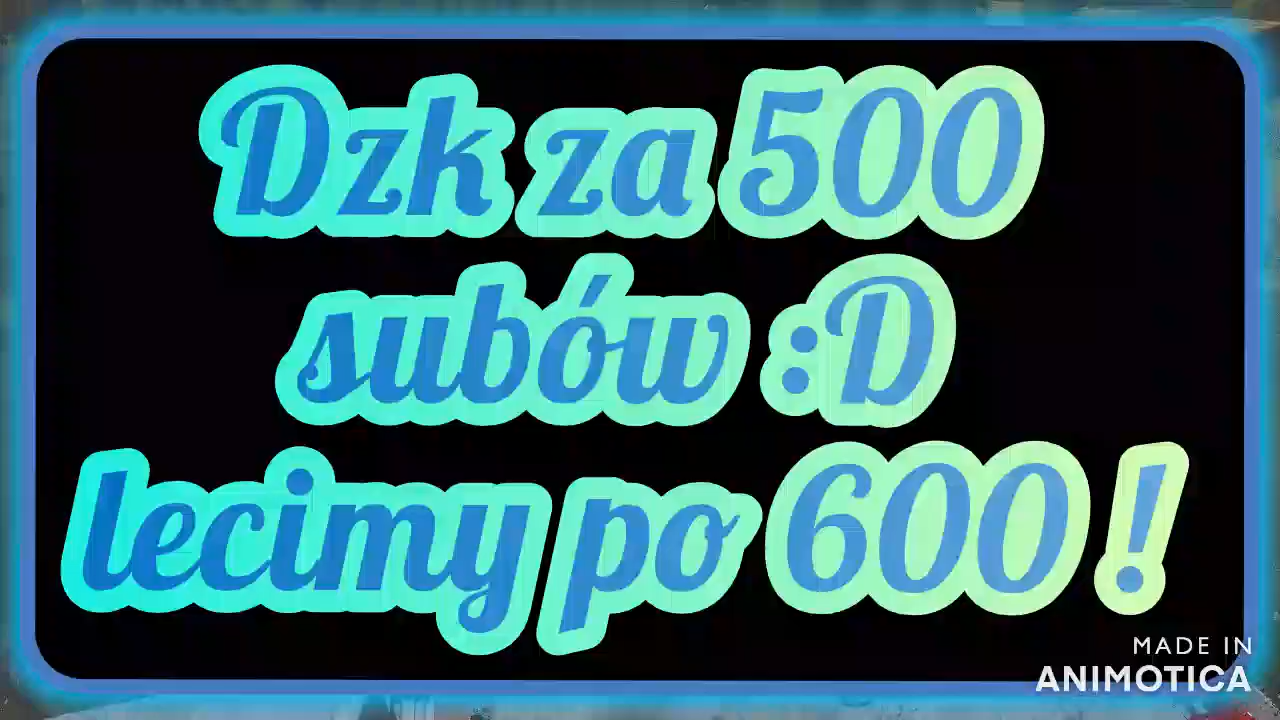 Dzk za 500
subów :D
lecimy po 600 !
MADE IN
ANIMOTICA